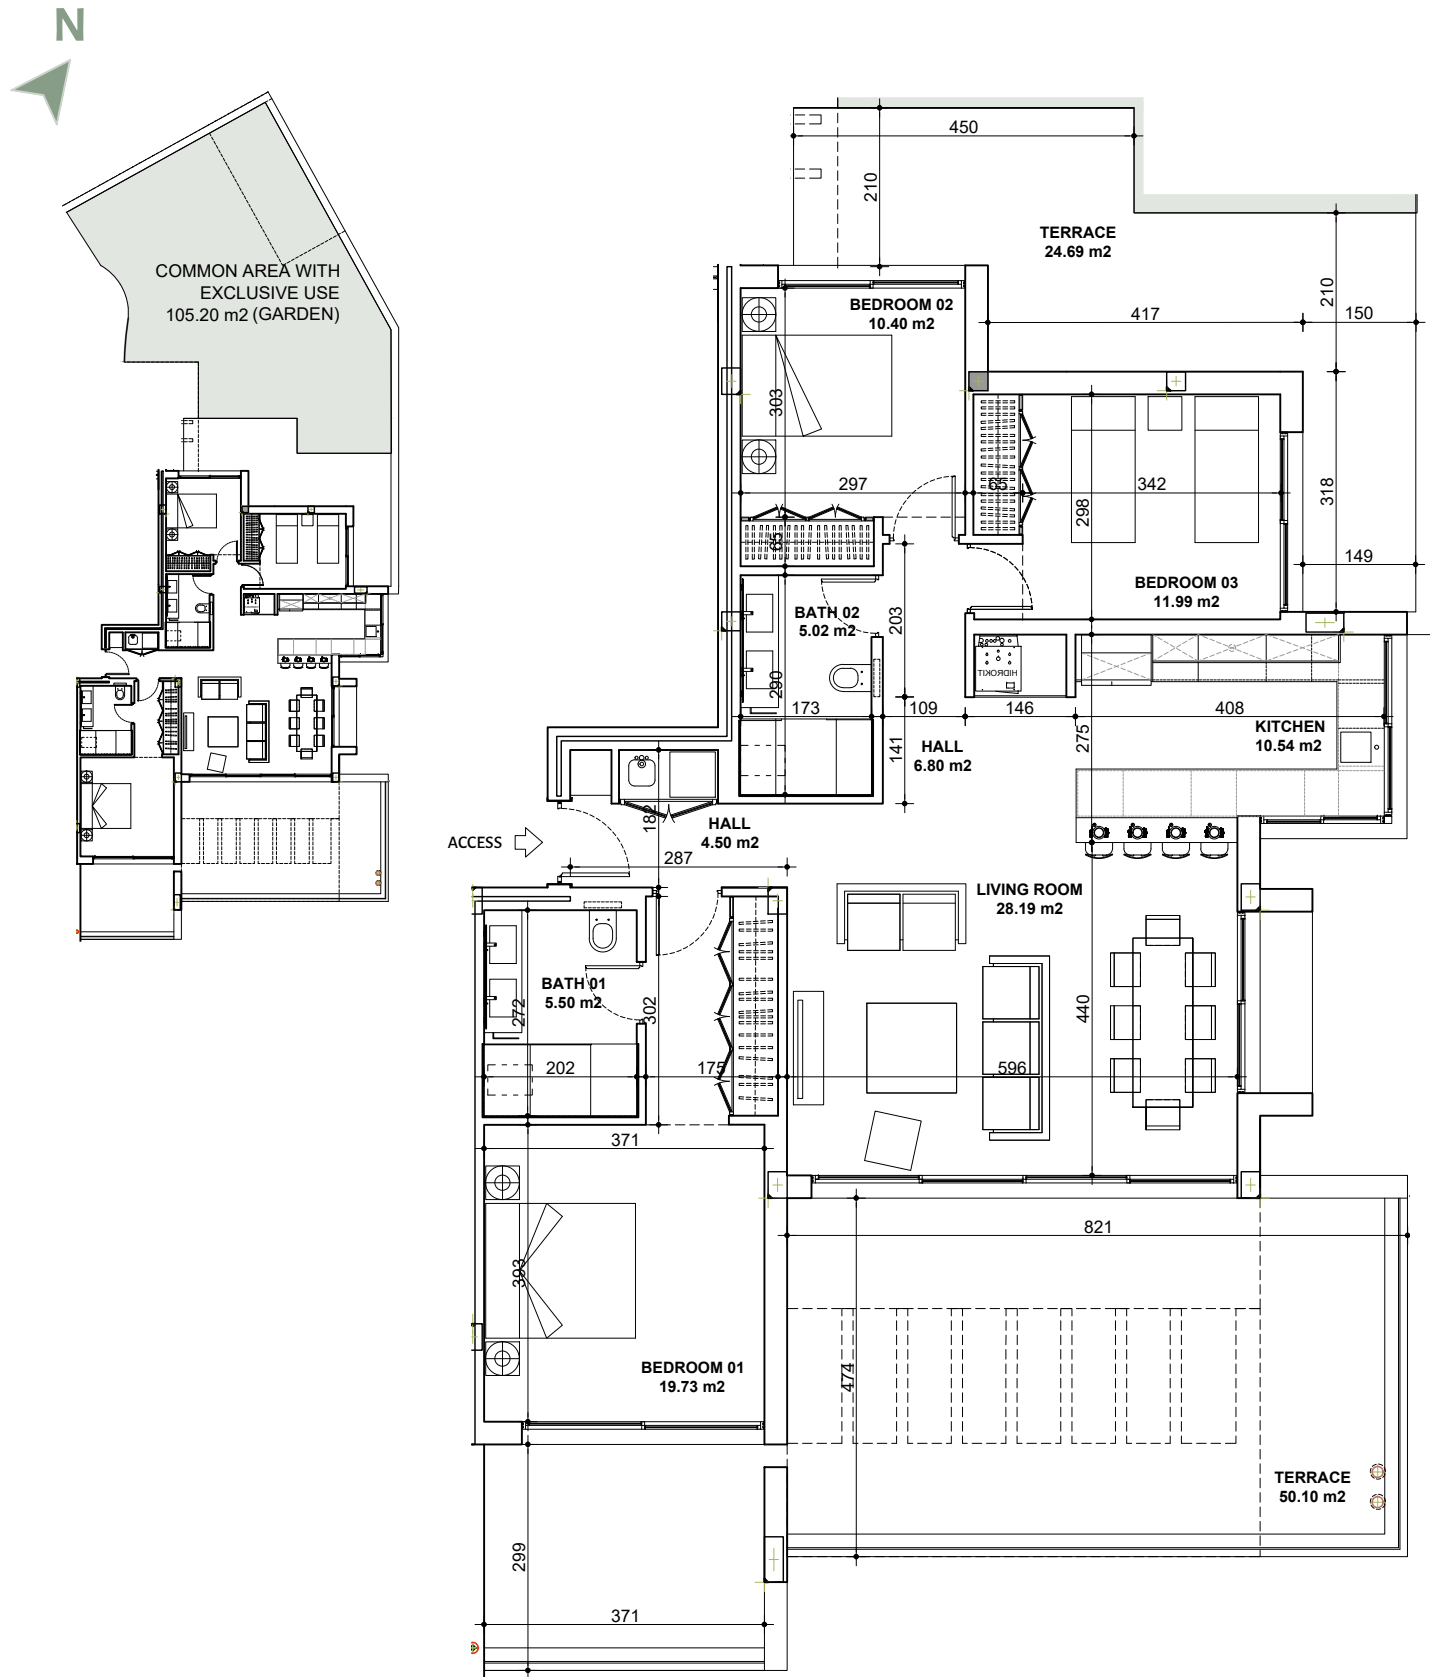 N
COMMON AREA WITH
EXCLUSIVE USE
105.20 m2 (GARDEN)
450
210
TERRACE
24.69 m2
210
BEDROOM 02
10.40 m2
417
150
303
297
65
342
298
318
65
149
BEDROOM 03
11.99 m2
BATH 02
5.02 m2
203
HIDROKIT
290
173
109
146
408
141
HALL
6.80 m2
275
KITCHEN
10.54 m2
182
HALL
4.50 m2
ACCESS
287
LIVING ROOM
28.19 m2
BATH 01
5.50 m2
272
302
440
202
175
596
371
821
393
BEDROOM 01
19.73 m2
474
TERRACE
50.10 m2
299
371